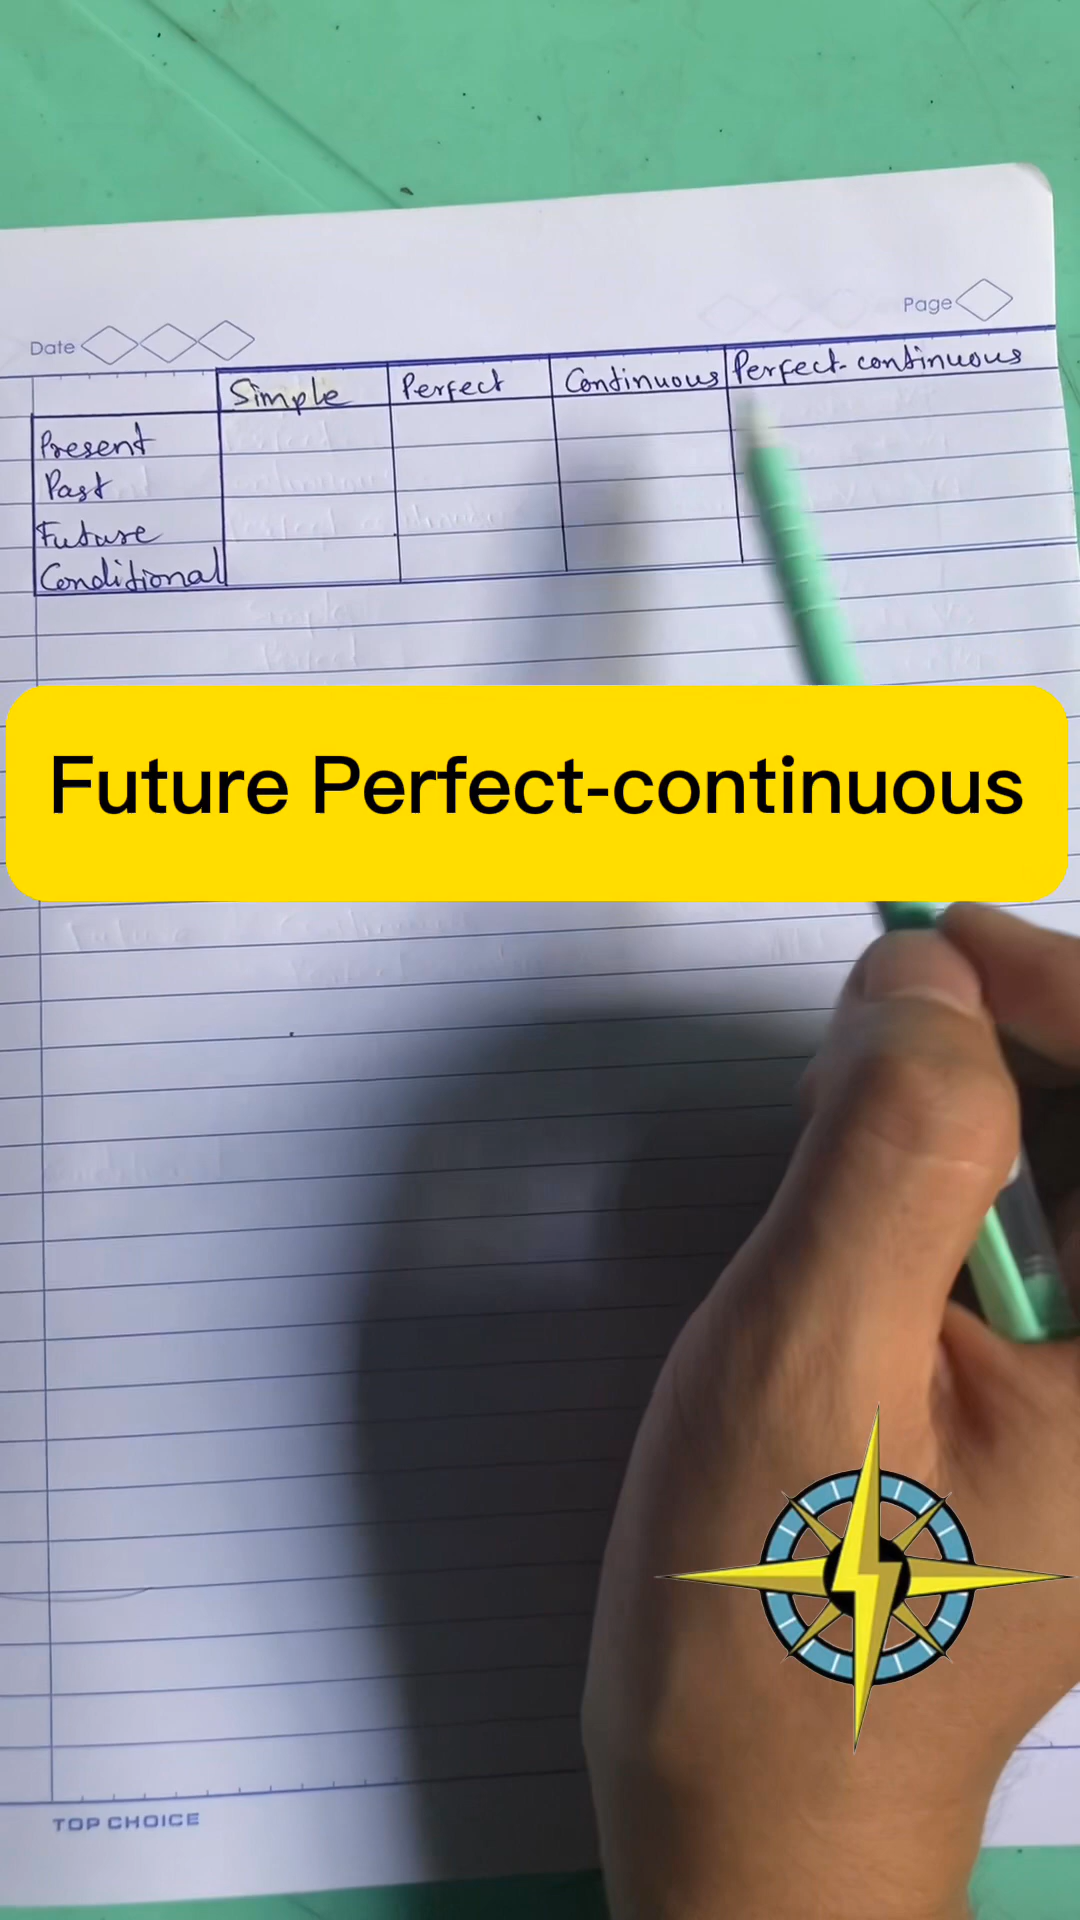 Page
Date
Simple Perfect Continuous Perfect-continuous
Present
Past
Future
Conditional
Future Perfect-continuous
TOP CHOICE